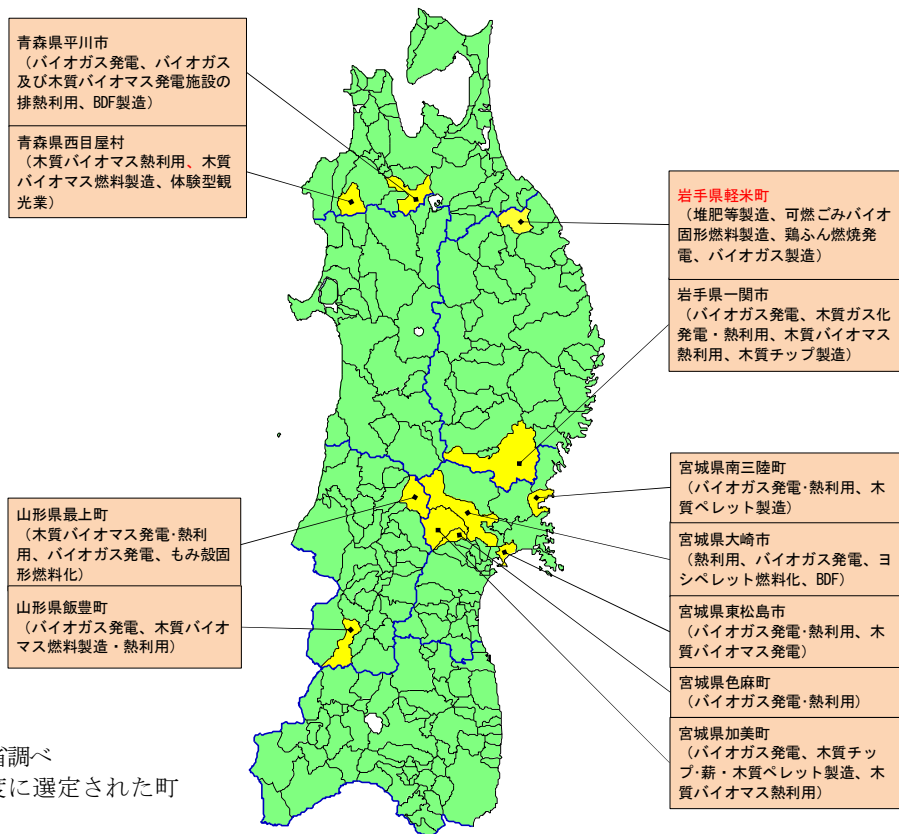 青森県平川市
（バイオガス発電、バイオガス
及び木質バイオマス発電施設の
排熱利用、BDF製造）
青森県西目屋村
（木質バイオマス熱利用、木質
バイオマス燃料製造、体験型観
光業）
岩手県軽米町
（堆肥等製造、可燃ごみバイオ
固形燃料製造、鶏ふん燃焼発
電、バイオガス製造）
岩手県一関市
（バイオガス発電、木質ガス化
発電・熱利用、木質バイオマス
熱利用、木質チップ製造）
宮城県南三陸町
（バイオガス発電･熱利用、木
質ペレット製造）
宮城県大崎市
（熱利用、バイオガス発電、ヨ
シペレット燃料化、BDF）
宮城県東松島市
（バイオガス発電･熱利用、木
質バイオマス発電）
宮城県色麻町
（バイオガス発電･熱利用）
宮城県加美町
（バイオガス発電、木質チッ
プ･薪・木質ペレット製造、木
質バイオマス熱利用）
山形県最上町
（木質バイオマス発電･熱利
用、バイオガス発電、もみ殻固
形燃料化）
山形県飯豊町
（バイオガス発電、木質バイオ
マス燃料製造・熱利用）
省調べ
度に選定された町